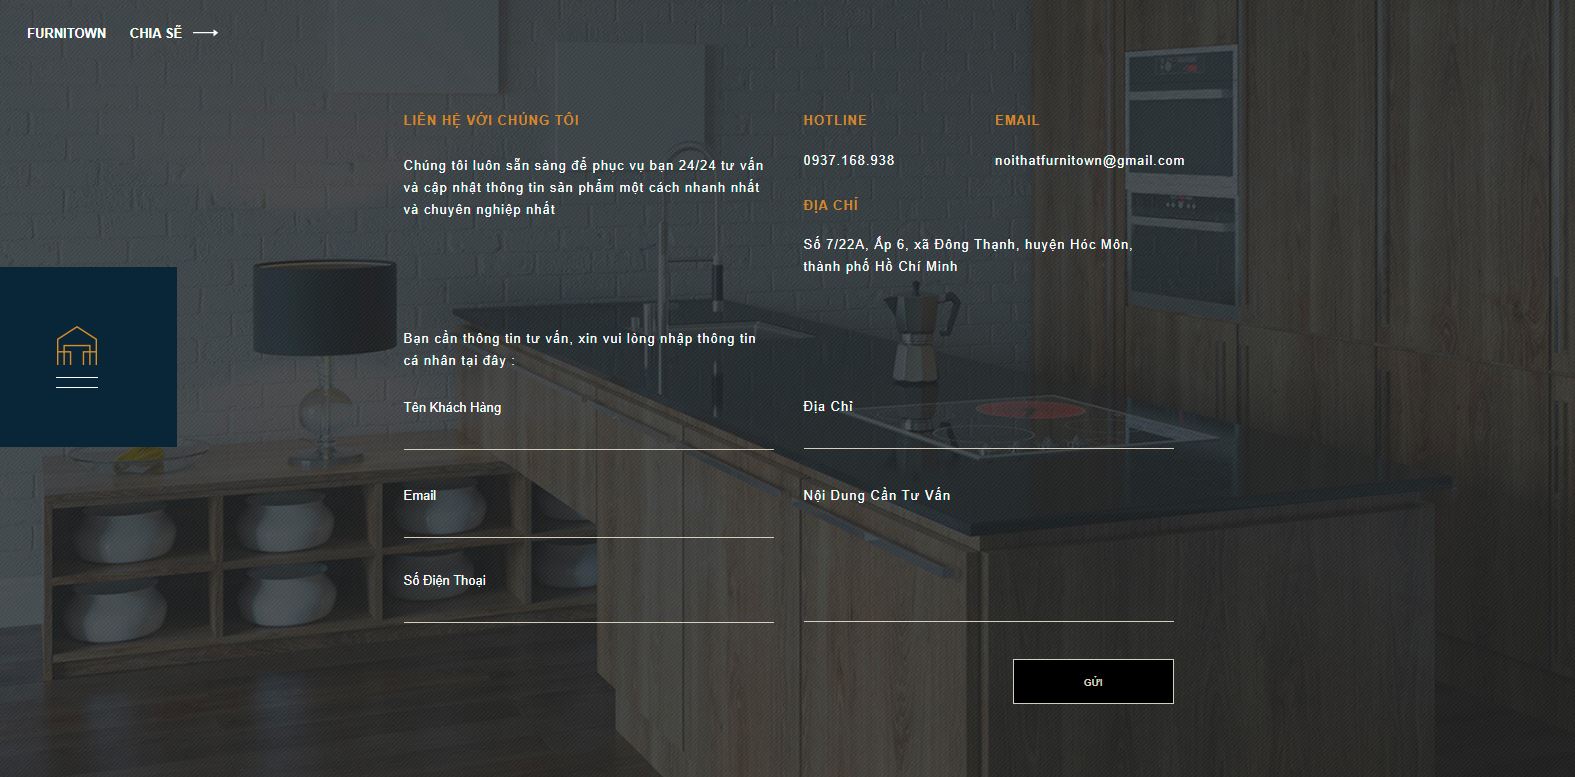 FURNITOWN CHIA SẼ
LIÊN HỆ VỚI CHÚNG TÔI
Chúng tôi luôn sẵn sàng để phục vụ bạn 24/24 tư vấn
và cập nhật thông tin sản phẩm một cách nhanh nhất
và chuyên nghiệp nhất
HOTLINE
0937.168.938
EMAIL
noithatfurnitown@gmail.com
ĐỊA CHỈ
Số 7/22A, Ấp 6, xã Đông Thạnh, huyện Hóc Môn,
thành phố Hồ Chí Minh
Bạn cần thông tin tư vấn, xin vui lòng nhập thông tin
cá nhân tại đây :
Tên Khách Hàng
Email
Số Điện Thoại
Địa Chỉ
Nội Dung Cần Tư Vấn
GỬI